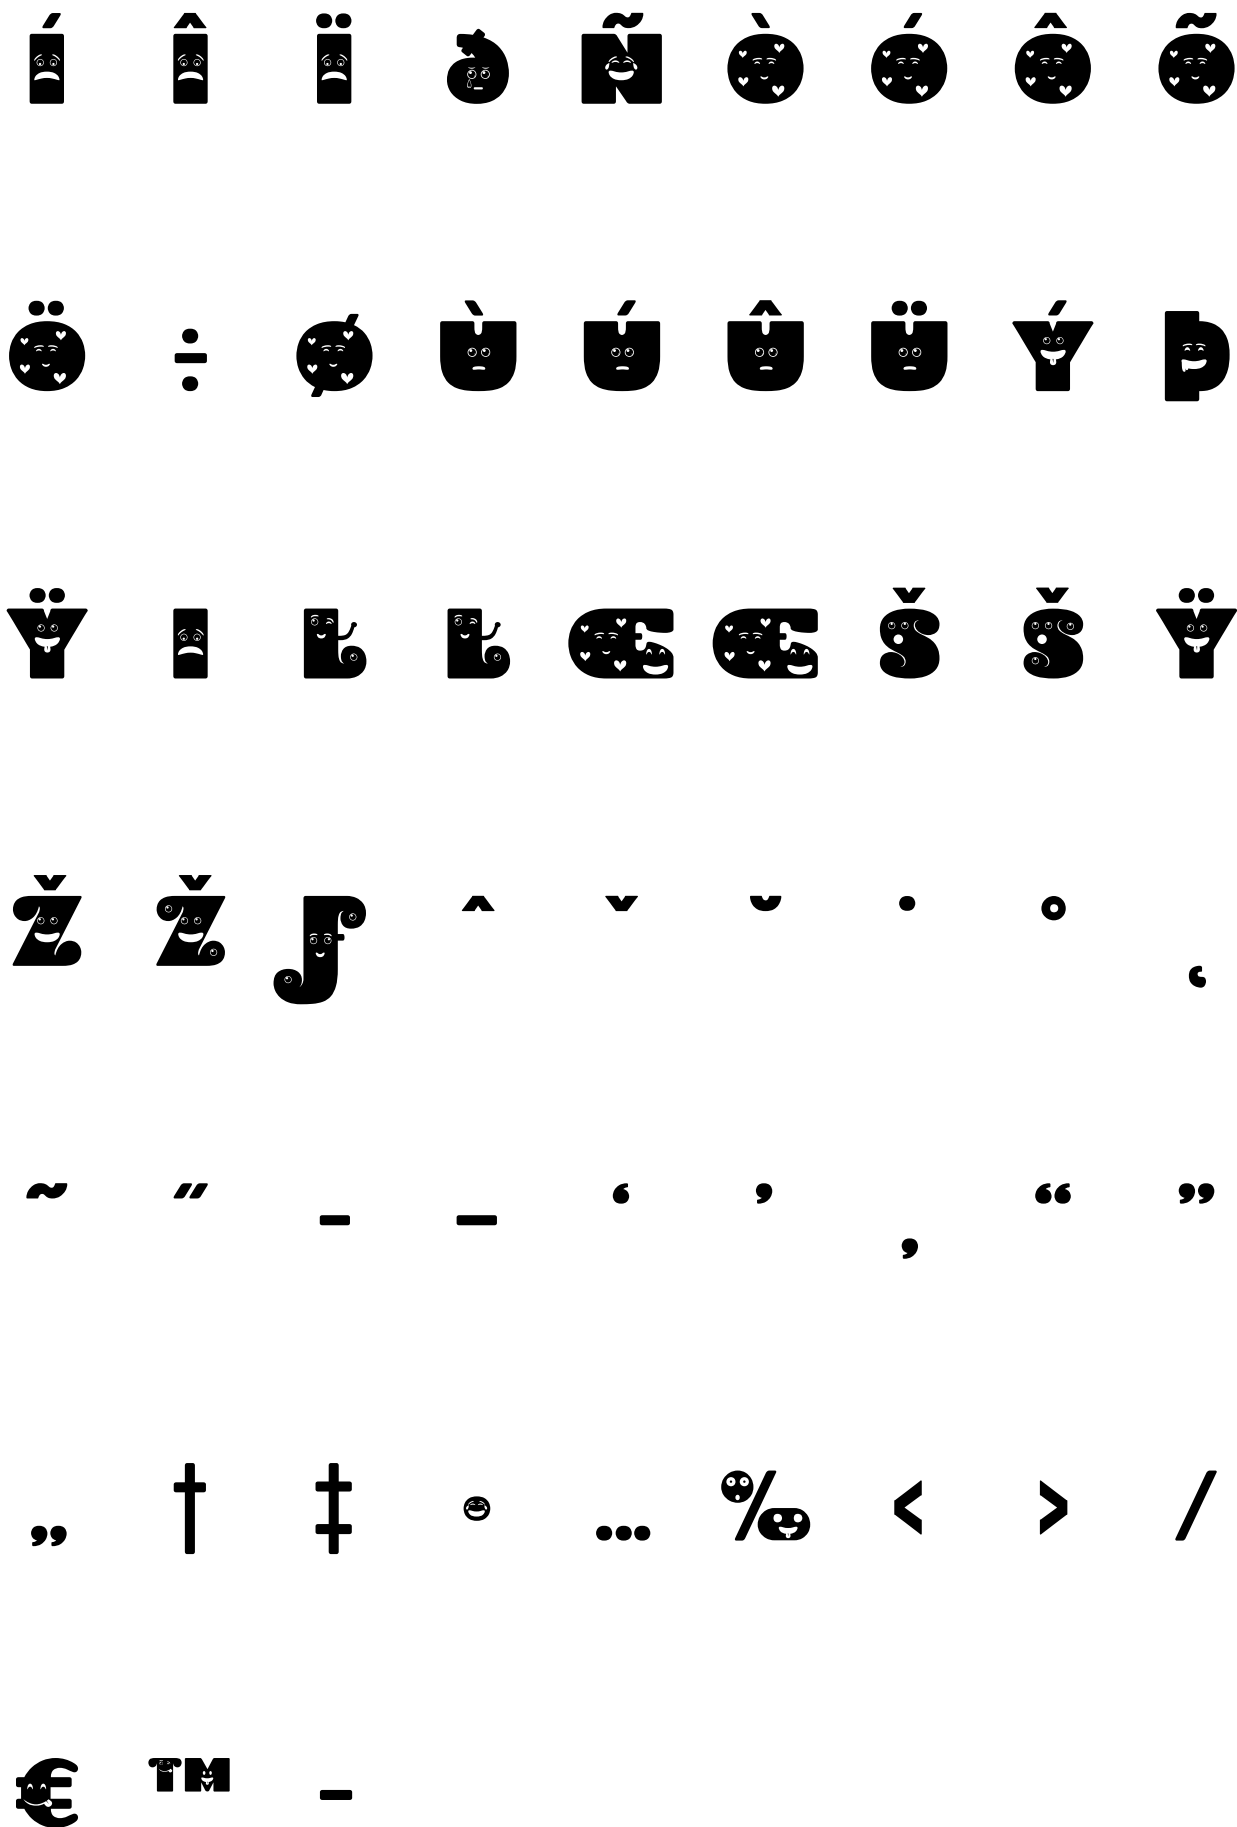 Í Î Ï ð Ñ Ò Ó Ô Õ
Ö ÷ Ø Ù Ú Û Ü Ý Þ
Ÿ I Ł Ł Œ Œ Š Š Ÿ
Ž Ž ƒ ˆ ˇ ˘ ˙ ˚ ˛
˜ ˝ – — ‘ ’ ‚ “ ”
„ † ‡ • … ‰ ‹ › ⁄
€ ™ −